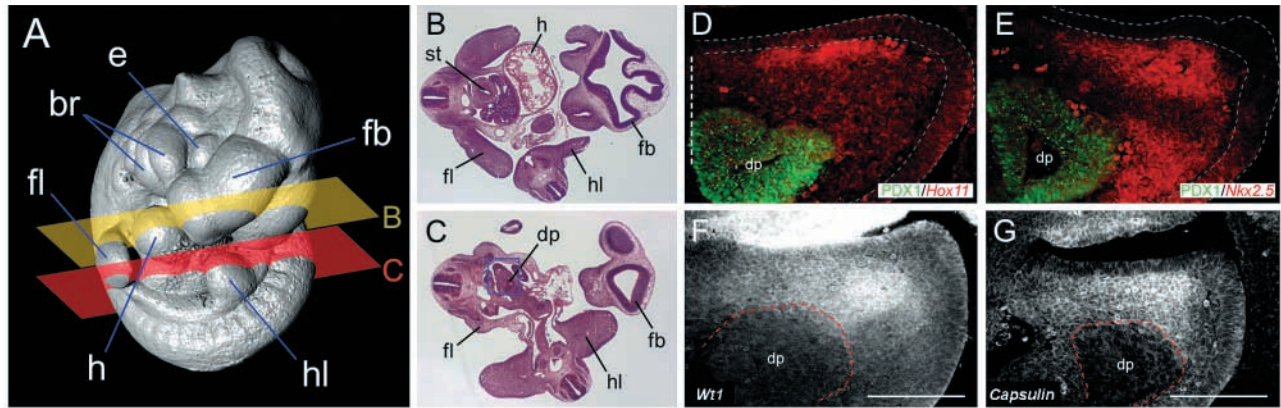 A
e
br
fb
fl
B
C
h
hl
B
h
st
fl
hl
fb
C
dp
fl
hl
fb
D
dp
PDX1/Hox11
E
dp
PDX1/Nkx2.5
F
dp
Wt1
G
dp
Capsulin